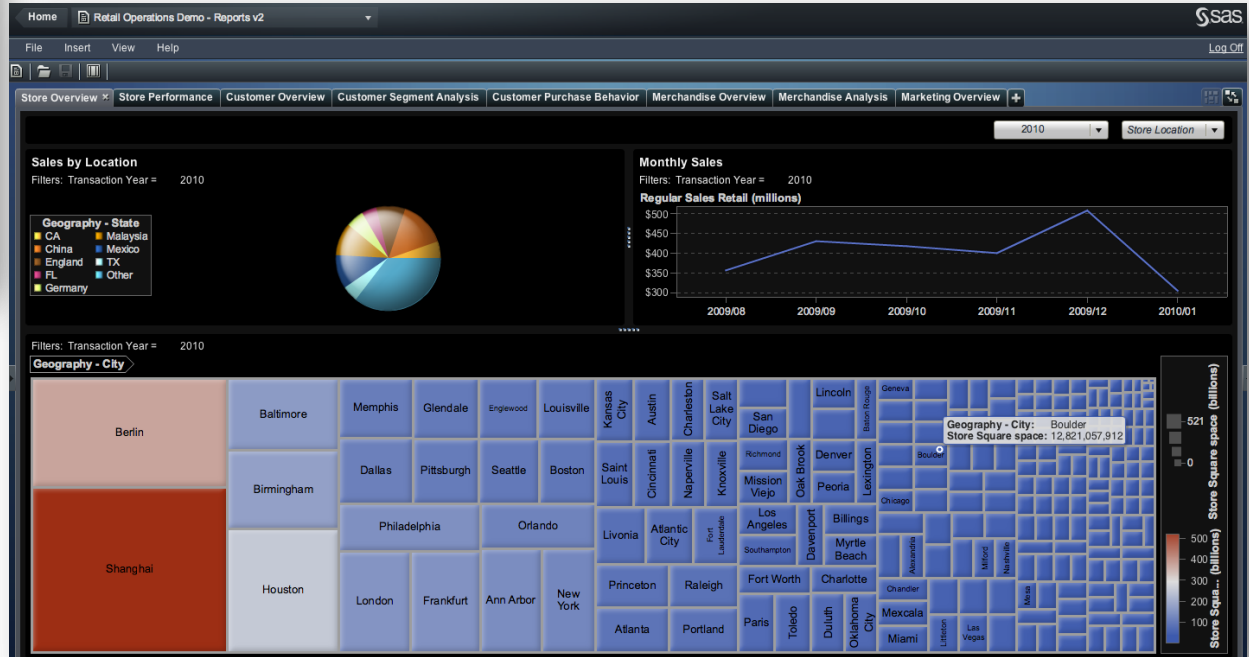 Home Retail Operations Demo - Reports v2 sas
File Insert View Help Log Off
Store Overview × Store Performance Customer Overview Customer Segment Analysis Customer Purchase Behavior Merchandise Overview Merchandise Analysis Marketing Overview +
2010 Store Location
Sales by Location
Filters: Transaction Year = 2010
Geography - State
CA Malaysia
China Mexico
England TX
FL Other
Germany
Monthly Sales
Filters: Transaction Year = 2010
Regular Sales Retail (millions)
$500
$450
$400
$350
$300
2009/08 2009/09 2009/10 2009/11 2009/12 2010/01
Filters: Transaction Year = 2010
Geography - City
Berlin
Shanghai
Baltimore
Birmingham
Houston
Memphis
Glendale
Englewood
Louisville
Dallas
Pittsburgh
Seattle
Boston
Philadelphia
Orlando
London
Frankfurt
Ann Arbor
New
York
Kansas
City
Austin
Charleston
Salt
Lake
City
Saint
Louis
Cincinnati
Naperville
Knoxville
Livonia
Atlantic
City
Fort
Lauderdale
Princeton
Raleigh
Atlanta
Portland
San
Diego
Richmond
Mission
Viejo
Oak Brook
Lincoln
Baton Rouge
Denver
Peoria
Lexington
Los
Angeles
Southampton
Davenport
Billings
Myrtle
Beach
Fort Worth
Charlotte
Paris
Toledo
Duluth
Oklahoma
City
Geneva
Boulder
Chicago
Alexandria
Milford
Nashville
Chandler
Mexcala
Miami
Littleton
Las
Vegas
Mesa
Geography - City: Boulder
Store Square space: 12,821,057,912
521
0
Store Square space (billions)
500
400
300
200
100
Store Squa... (billions)